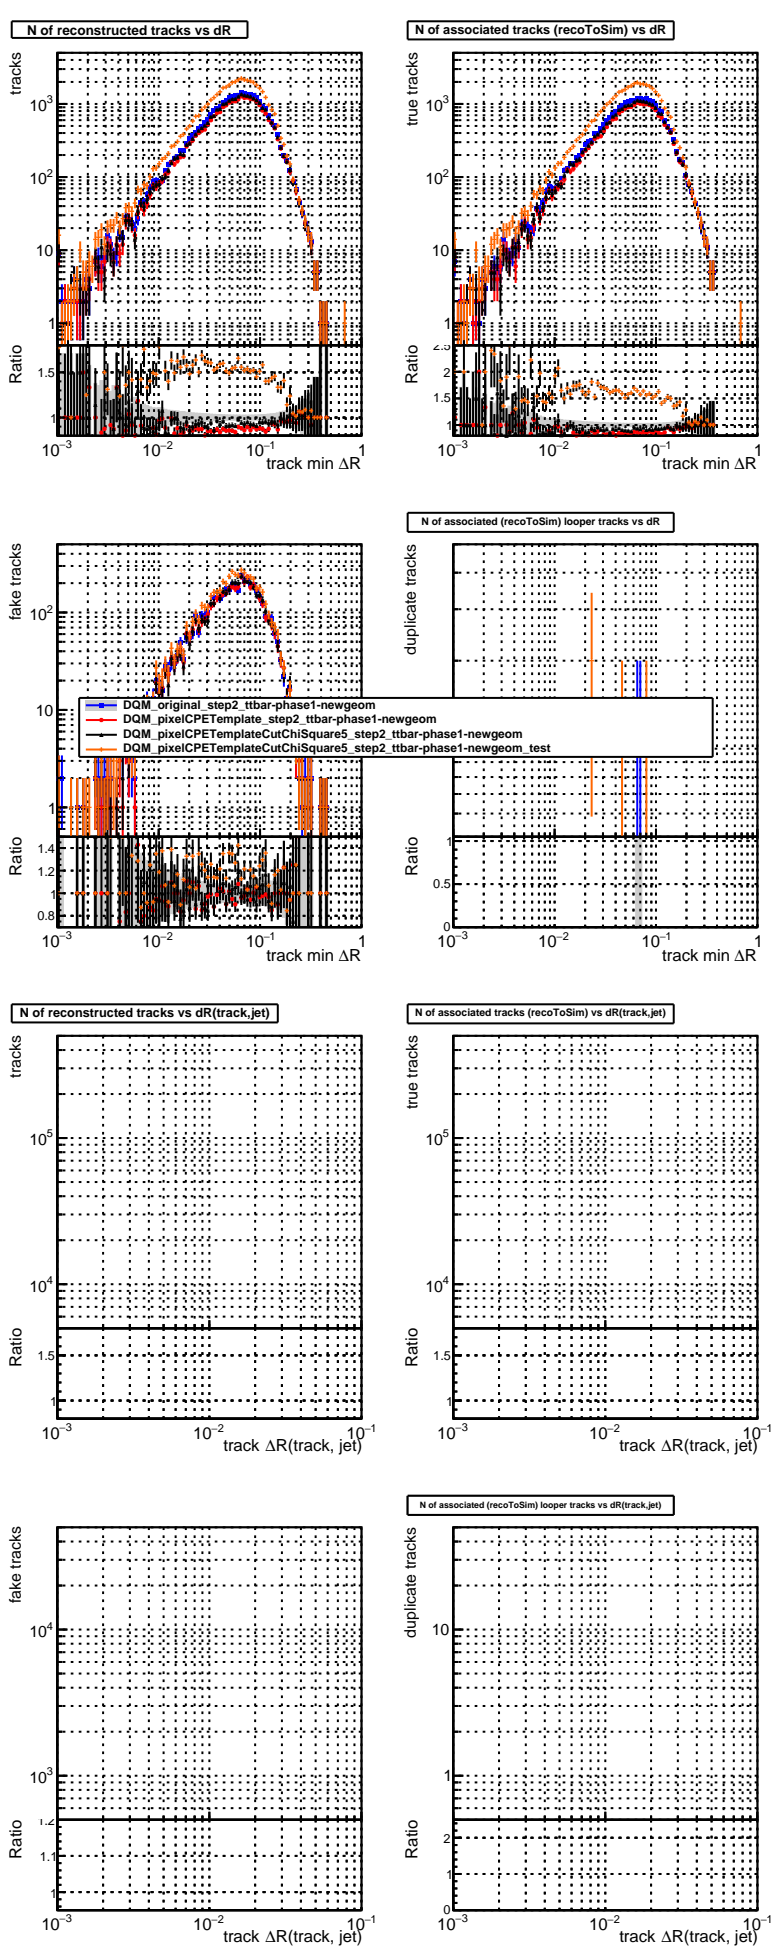 N of reconstructed tracks vs dR
tracks
10³
10²
10
1
Ratio
1.5
1
10⁻³ 10⁻² 10⁻¹ 1
track min ΔR
N of associated tracks (recoToSim) vs dR
true tracks
10³
10²
10
1
Ratio
2.5
2
1.5
1
10⁻³ 10⁻² 10⁻¹ 1
track min ΔR
fake tracks
10²
10
1
Ratio
1.4
1.2
1
0.8
10⁻³ 10⁻² 10⁻¹ 1
track min ΔR
N of associated (recoToSim) looper tracks vs dR
duplicate tracks
Ratio
1
0.5
0
10⁻³ 10⁻² 10⁻¹ 1
track min ΔR
DQM_original_step2_ttbar-phase1-newgeom
DQM_pixelCPETemplate_step2_ttbar-phase1-newgeom
DQM_pixelCPETemplateCutChiSquare5_step2_ttbar-phase1-newgeom
DQM_pixelCPETemplateCutChiSquare5_step2_ttbar-phase1-newgeom_test
N of reconstructed tracks vs dR(track,jet)
tracks
10⁵
10⁴
Ratio
1.5
1
10⁻³ 10⁻² 10⁻¹
track ΔR(track, jet)
N of associated tracks (recoToSim) vs dR(track,jet)
true tracks
10⁵
10⁴
Ratio
1.5
1
10⁻³ 10⁻² 10⁻¹
track ΔR(track, jet)
fake tracks
10⁴
10³
Ratio
1.2
1.1
1
10⁻³ 10⁻² 10⁻¹
track ΔR(track, jet)
N of associated (recoToSim) looper tracks vs dR(track,jet)
duplicate tracks
10
1
Ratio
2
1
0
10⁻³ 10⁻² 10⁻¹
track ΔR(track, jet)